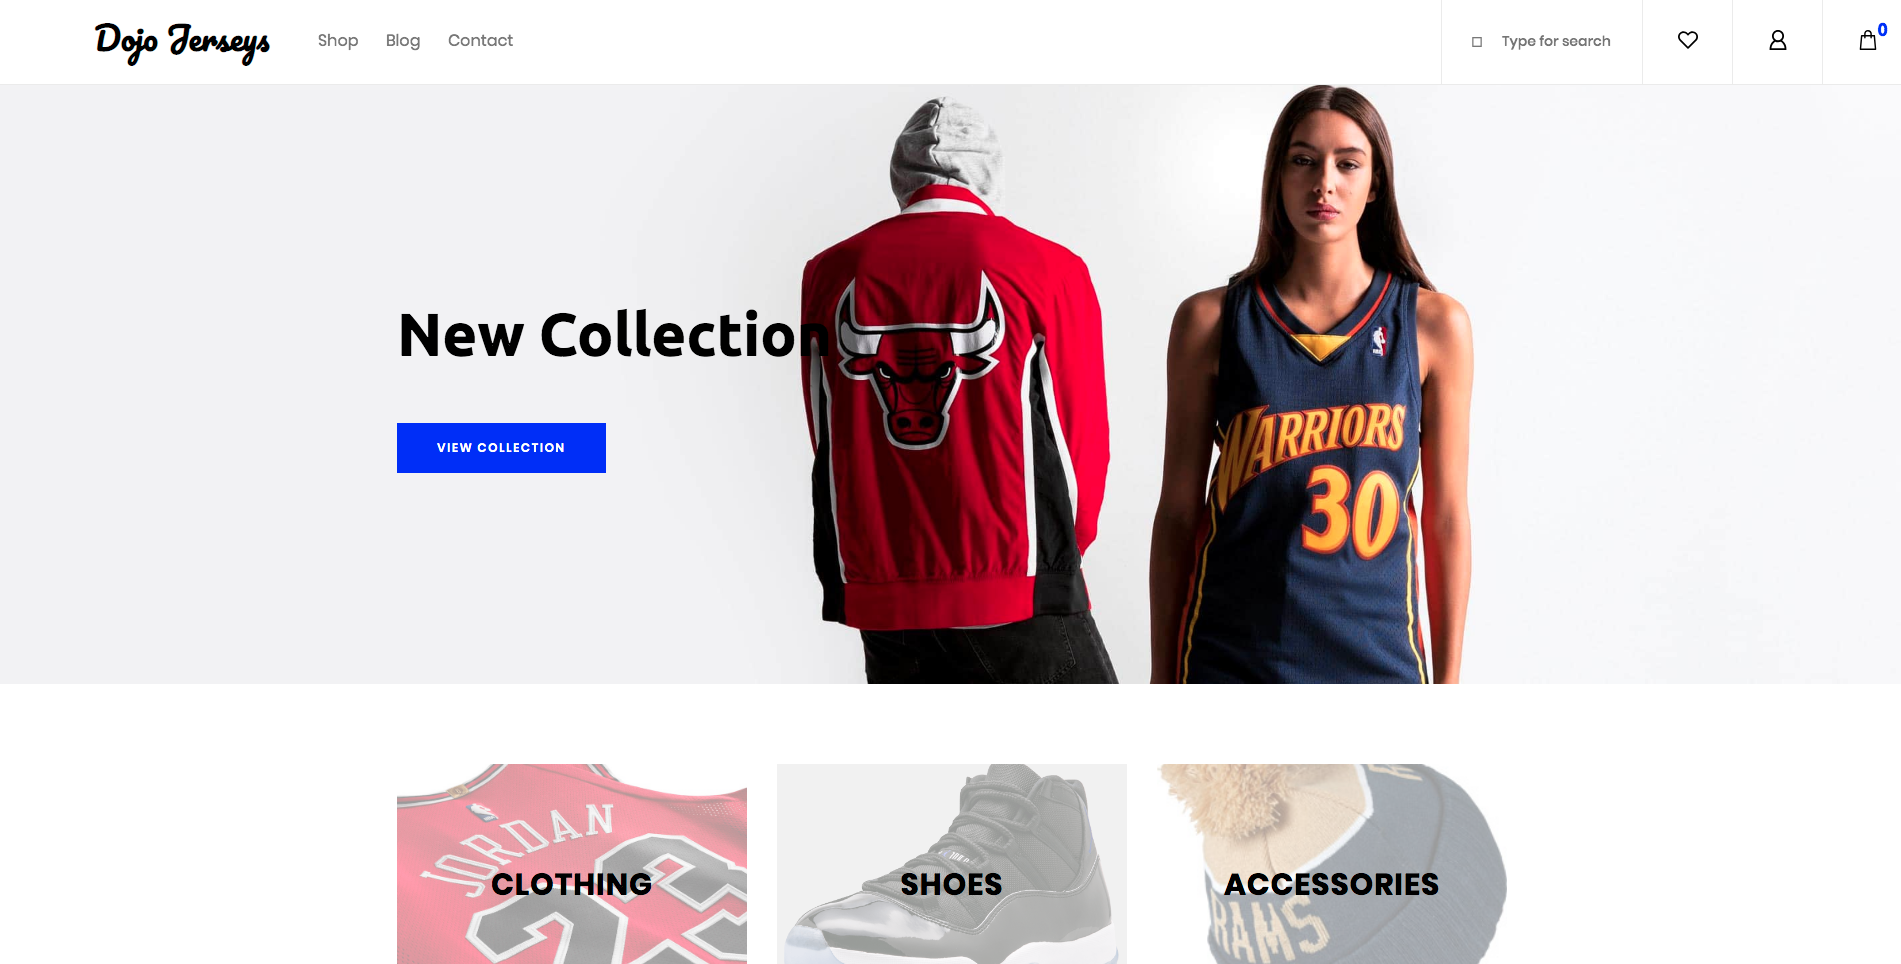 Dojo Jerseys
Shop Blog Contact
Type for search
0
New Collection
VIEW COLLECTION
WARRIORS
30
JORDAN
23
CLOTHING
SHOES
ACCESSORIES
RAMS